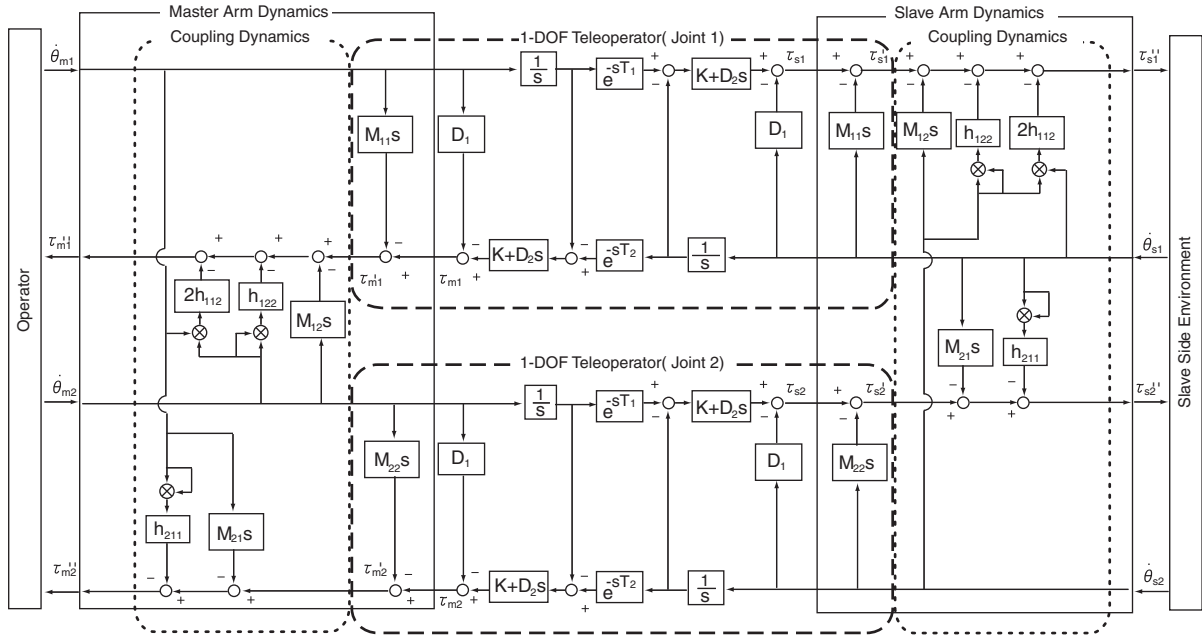 Master Arm Dynamics
Slave Arm Dynamics
Coupling Dynamics
1-DOF Teleoperator( Joint 1)
Coupling Dynamics
θ̇m1
1/s
e^-sT1
+
−
K+D2s
+
−
τs1
+
−
τs1'
+
−
+
−
+
−
τs1''
M11s
D1
D1
M11s
M12s
h122
2h112
Operator
Slave Side Environment
τm1''
+
−
+
−
+
−
−
τm1'
+
−
τm1
+
K+D2s
−
+
e^-sT2
1/s
θ̇s1
2h112
h122
M12s
M21s
h211
1-DOF Teleoperator( Joint 2)
θ̇m2
1/s
e^-sT1
+
−
K+D2s
+
−
τs2
+
−
τs2'
−
+
−
+
τs2''
M22s
D1
D1
M22s
h211
M21s
τm2''
−
+
−
+
τm2'
−
+
τm2
−
+
K+D2s
−
+
e^-sT2
1/s
θ̇s2